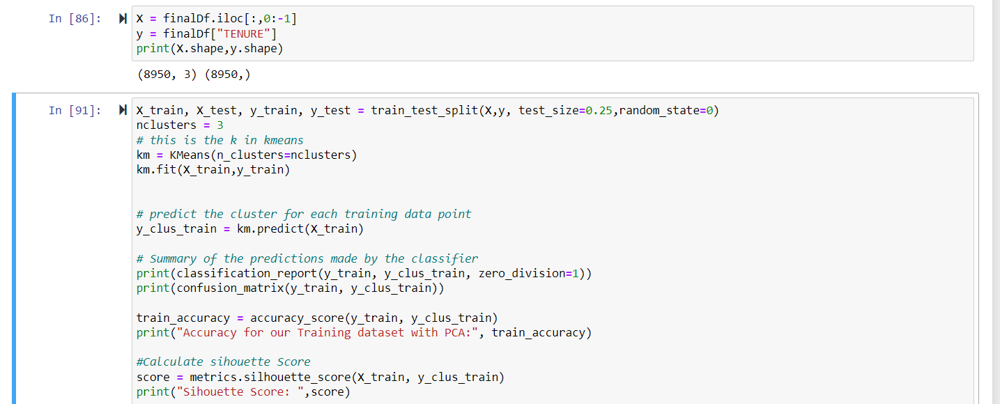 In [86]:
X = finalDf.iloc[:,0:-1]
y = finalDf["TENURE"]
print(X.shape,y.shape)
(8950, 3) (8950,)
In [91]:
X_train, X_test, y_train, y_test = train_test_split(X,y, test_size=0.25,random_state=0)
nclusters = 3
# this is the k in kmeans
km = KMeans(n_clusters=nclusters)
km.fit(X_train,y_train)
# predict the cluster for each training data point
y_clus_train = km.predict(X_train)
# Summary of the predictions made by the classifier
print(classification_report(y_train, y_clus_train, zero_division=1))
print(confusion_matrix(y_train, y_clus_train))
train_accuracy = accuracy_score(y_train, y_clus_train)
print("Accuracy for our Training dataset with PCA:", train_accuracy)
#Calculate sihouette Score
score = metrics.silhouette_score(X_train, y_clus_train)
print("Sihouette Score: ",score)